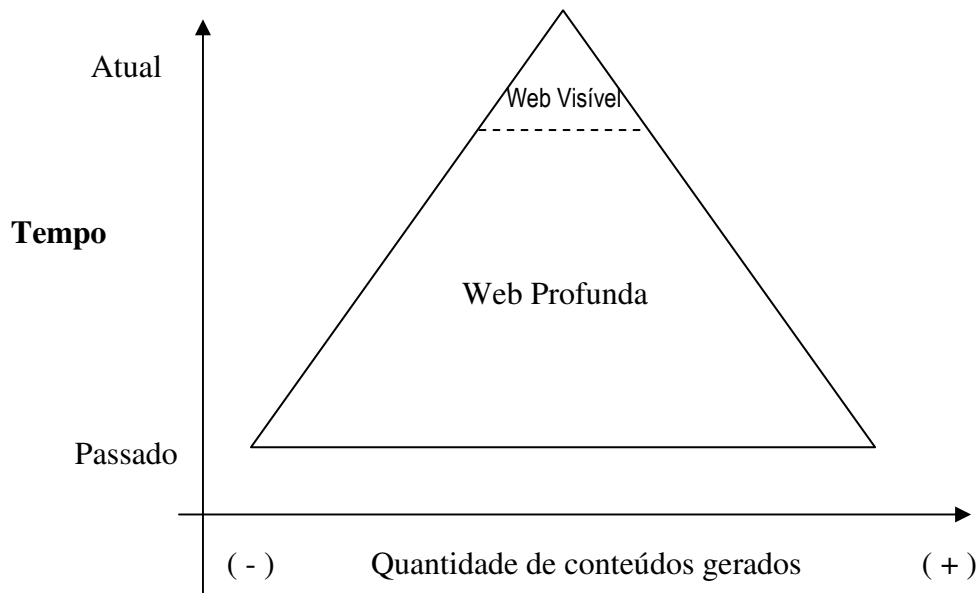 Atual
Web Visível
Tempo
Web Profunda
Passado
( - ) Quantidade de conteúdos gerados ( + )